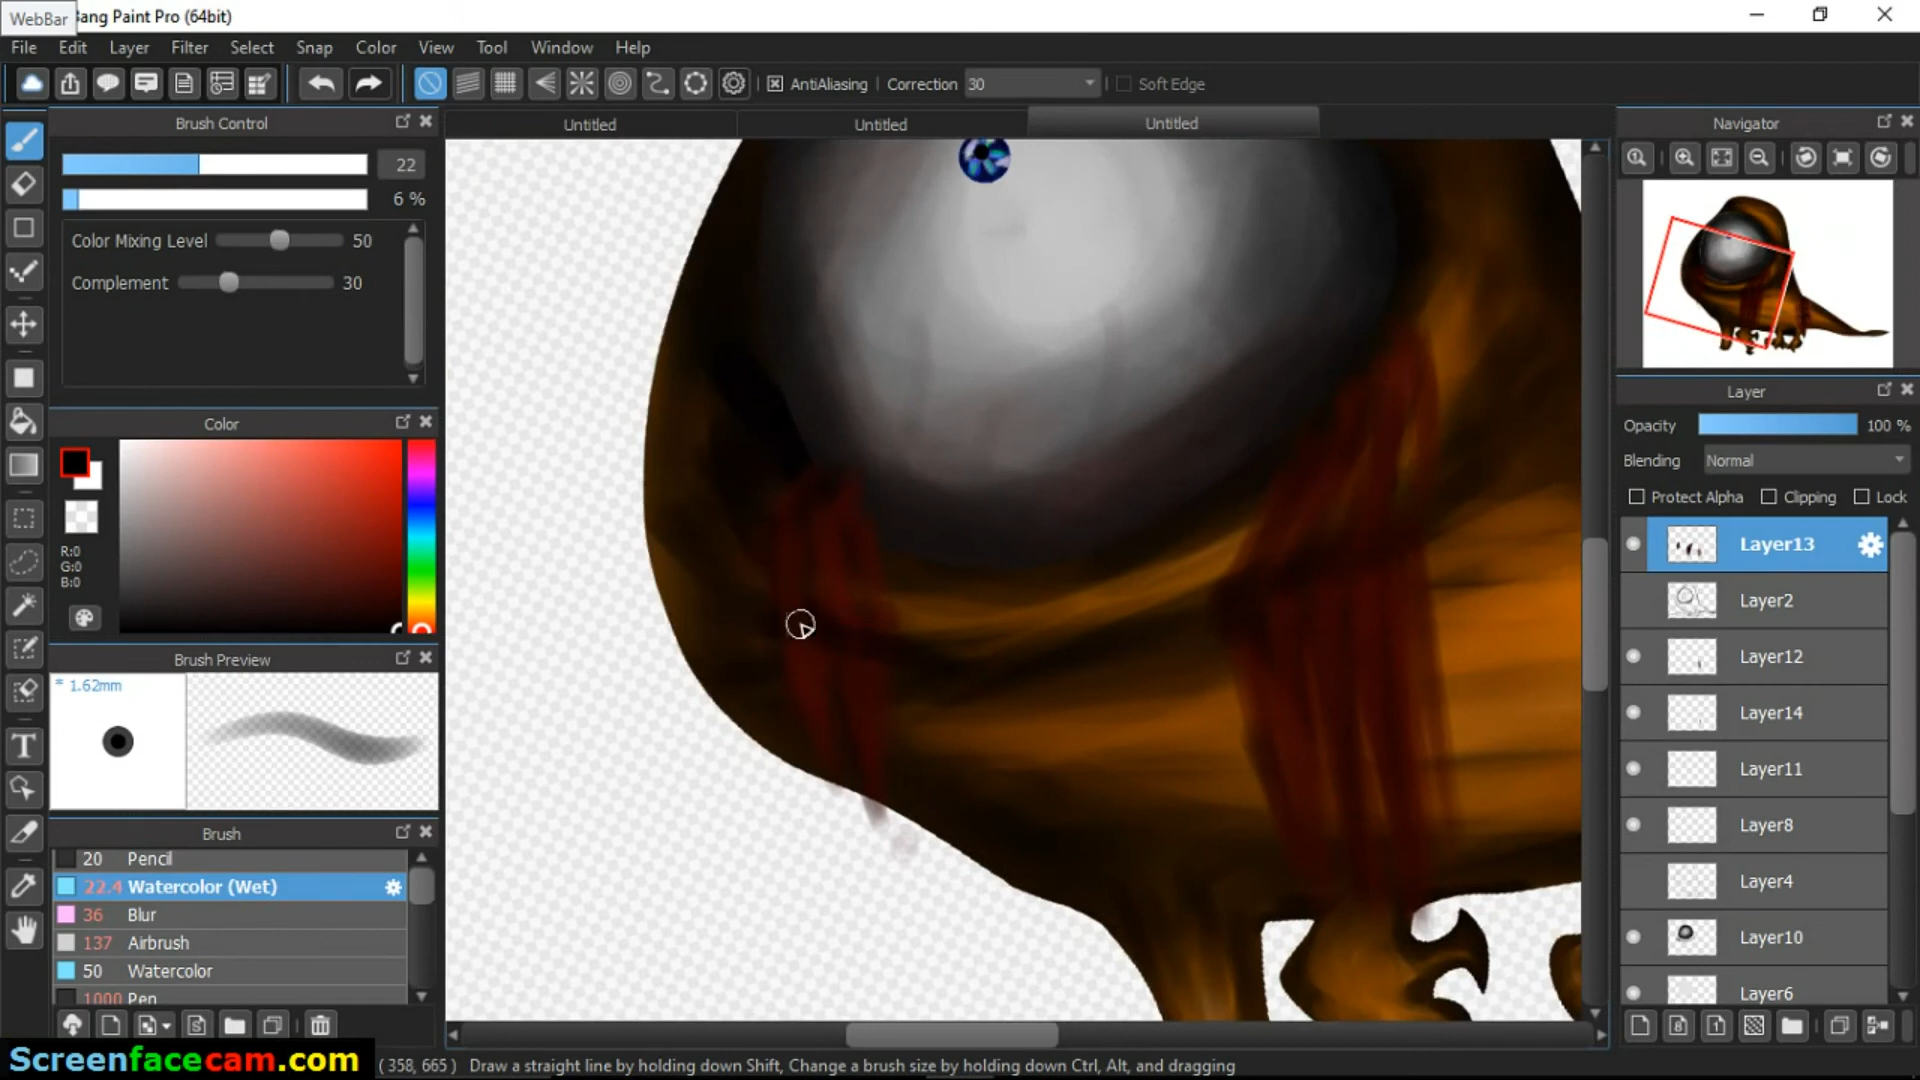 WebBar
Bang Paint Pro (64bit)
File Edit Layer Filter Select Snap Color View Tool Window Help
AntiAliasing Correction 30 Soft Edge
Brush Control
22
6 %
Color Mixing Level 50
Complement 30
Color
R:0
G:0
B:0
Brush Preview
* 1.62mm
Brush
20 Pencil
22.4 Watercolor (Wet)
36 Blur
137 Airbrush
50 Watercolor
1000 Pen
Untitled Untitled Untitled
Navigator
Layer
Opacity 100 %
Blending Normal
Protect Alpha Clipping Lock
Layer13
Layer2
Layer12
Layer14
Layer11
Layer8
Layer4
Layer10
Layer6
Screenfacecam.com
( 358, 665 ) Draw a straight line by holding down Shift, Change a brush size by holding down Ctrl, Alt, and dragging